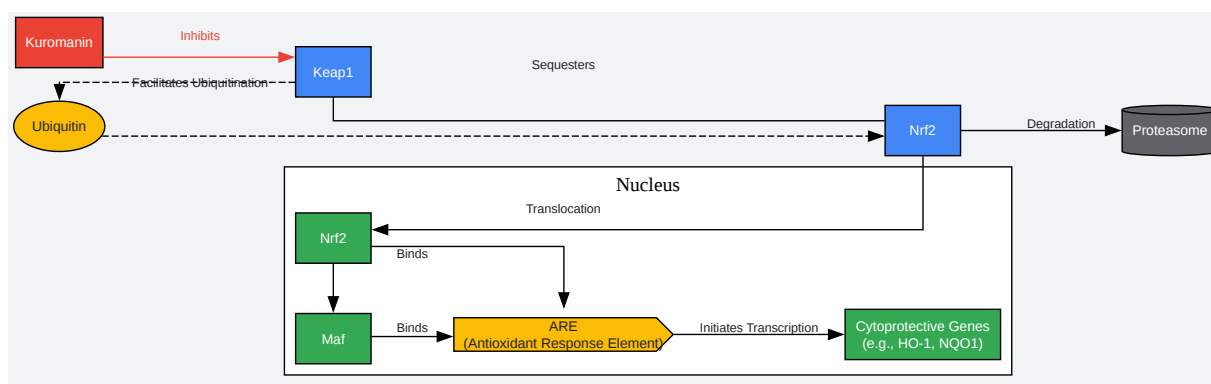 Kuromanin
Inhibits
Keap1
Sequesters
Facilitates Ubiquitination
Ubiquitin
Nrf2
Degradation
Proteasome
Nucleus
Translocation
Nrf2
Binds
Maf
Binds
ARE
(Antioxidant Response Element)
Initiates Transcription
Cytoprotective Genes
(e.g., HO-1, NQO1)